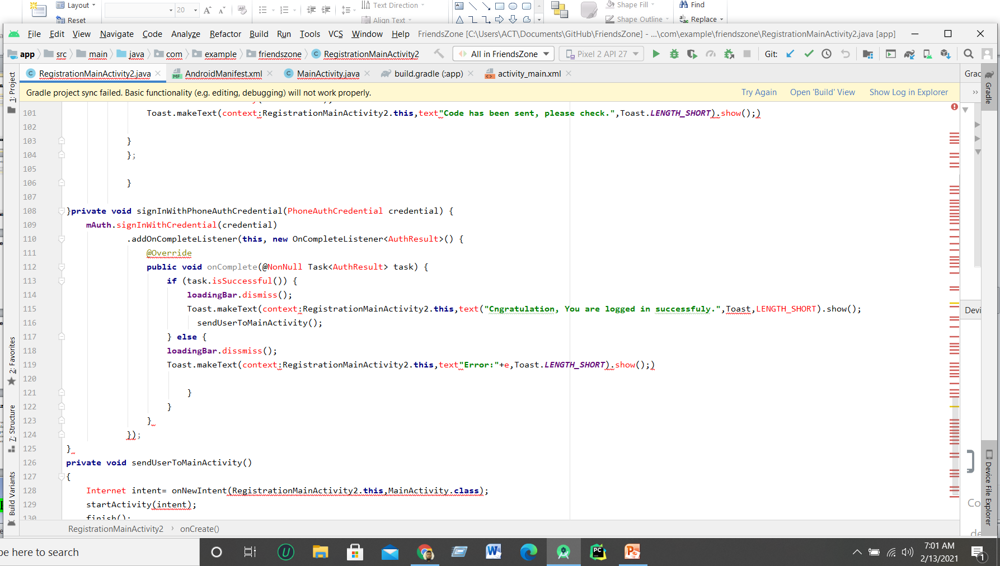 Layout
20
Text Direction
Shape Fill
Find
Reset
Align Text
Shape Outline
Replace
File Edit View Navigate Code Analyze Refactor Build Run Tools VCS Window Help FriendsZone [C:\Users\ACT\Documents\GitHub\FriendsZone] - ...\com\example\friendszone\RegistrationMainActivity2.java [app]
app src main java com example friendszone RegistrationMainActivity2 All in FriendsZone Pixel 2 API 27 Git:
RegistrationMainActivity2.java AndroidManifest.xml MainActivity.java build.gradle (:app) activity_main.xml
Gradle project sync failed. Basic functionality (e.g. editing, debugging) will not work properly. Try Again Open 'Build' View Show Log in Explorer
101 Toast.makeText(context:RegistrationMainActivity2.this,text"Code has been sent, please check.",Toast.LENGTH_SHORT).show();)
102
103 }
104 };
105
106 }
107
108 }private void signInWithPhoneAuthCredential(PhoneAuthCredential credential) {
109 mAuth.signInWithCredential(credential)
110 .addOnCompleteListener(this, new OnCompleteListener<AuthResult>() {
111 @Override
112 public void onComplete(@NonNull Task<AuthResult> task) {
113 if (task.isSuccessful()) {
114 loadingBar.dismiss();
115 Toast.makeText(context:RegistrationMainActivity2.this,text("Cngratulation, You are logged in successfuly.",Toast,LENGTH_SHORT).show();
116 sendUserToMainActivity();
117 } else {
118 loadingBar.dissmiss();
119 Toast.makeText(context:RegistrationMainActivity2.this,text"Error:"+e,Toast.LENGTH_SHORT).show();)
120
121 }
122 }
123 }
124 });
125 }
126 private void sendUserToMainActivity()
127 {
128 Internet intent= onNewIntent(RegistrationMainActivity2.this,MainActivity.class);
129 startActivity(intent);
130 finish();
RegistrationMainActivity2 › onCreate()
1: Project
2: Favorites
7: Structure
Build Variants
Gradle
Device File Explorer
pe here to search
7:01 AM
2/13/2021
1